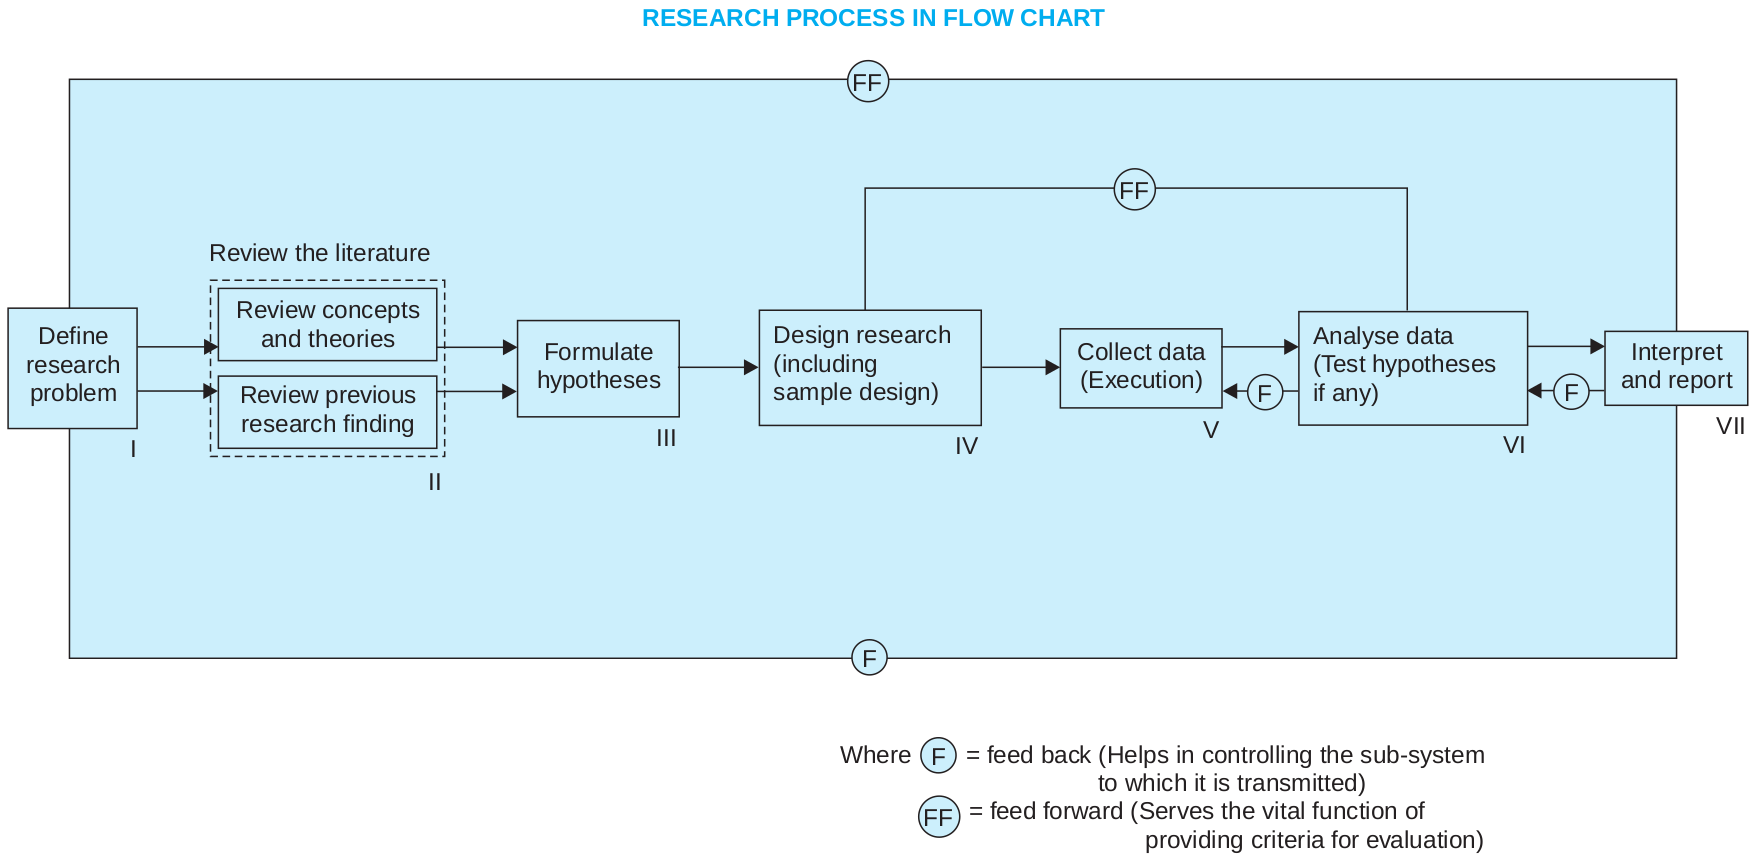 RESEARCH PROCESS IN FLOW CHART
FF
FF
Review the literature
Define
research
problem
I
Review concepts
and theories
Review previous
research finding
II
Formulate
hypotheses
III
Design research
(including
sample design)
IV
Collect data
(Execution)
V
F
Analyse data
(Test hypotheses
if any)
VI
F
Interpret
and report
VII
F
Where F = feed back (Helps in controlling the sub-system
to which it is transmitted)
FF = feed forward (Serves the vital function of
providing criteria for evaluation)